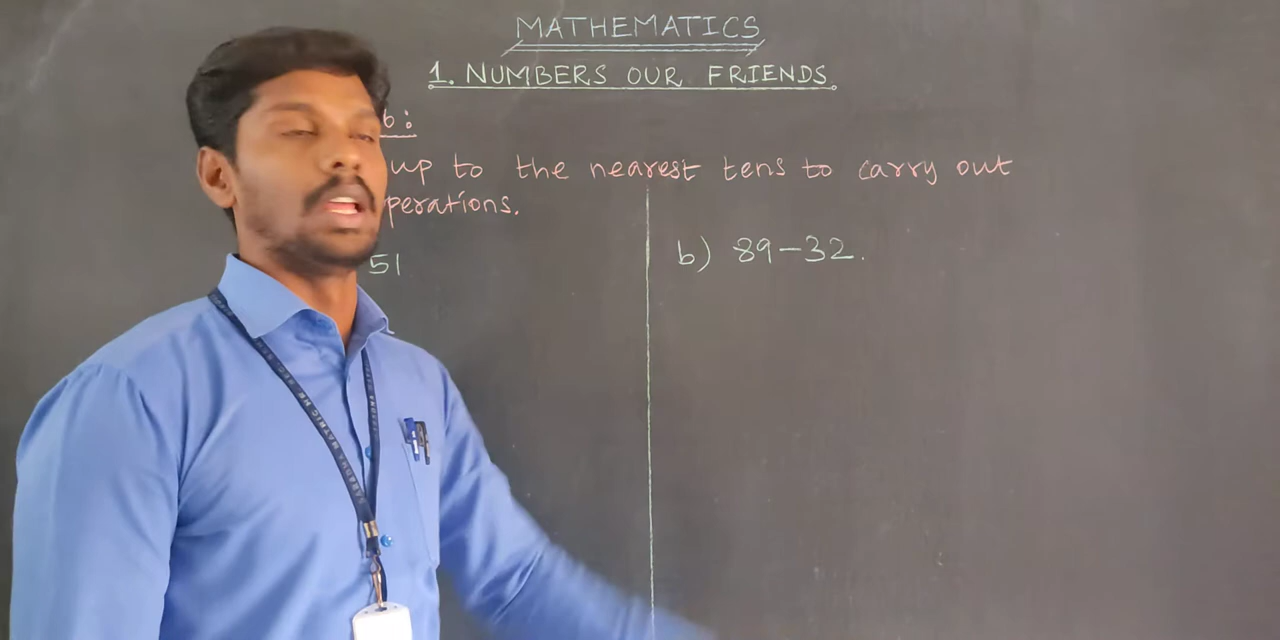 MATHEMATICS
1. NUMBERS OUR FRIENDS.
6:
up to the nearest tens to carry out
perations.
51
b) 89-32.